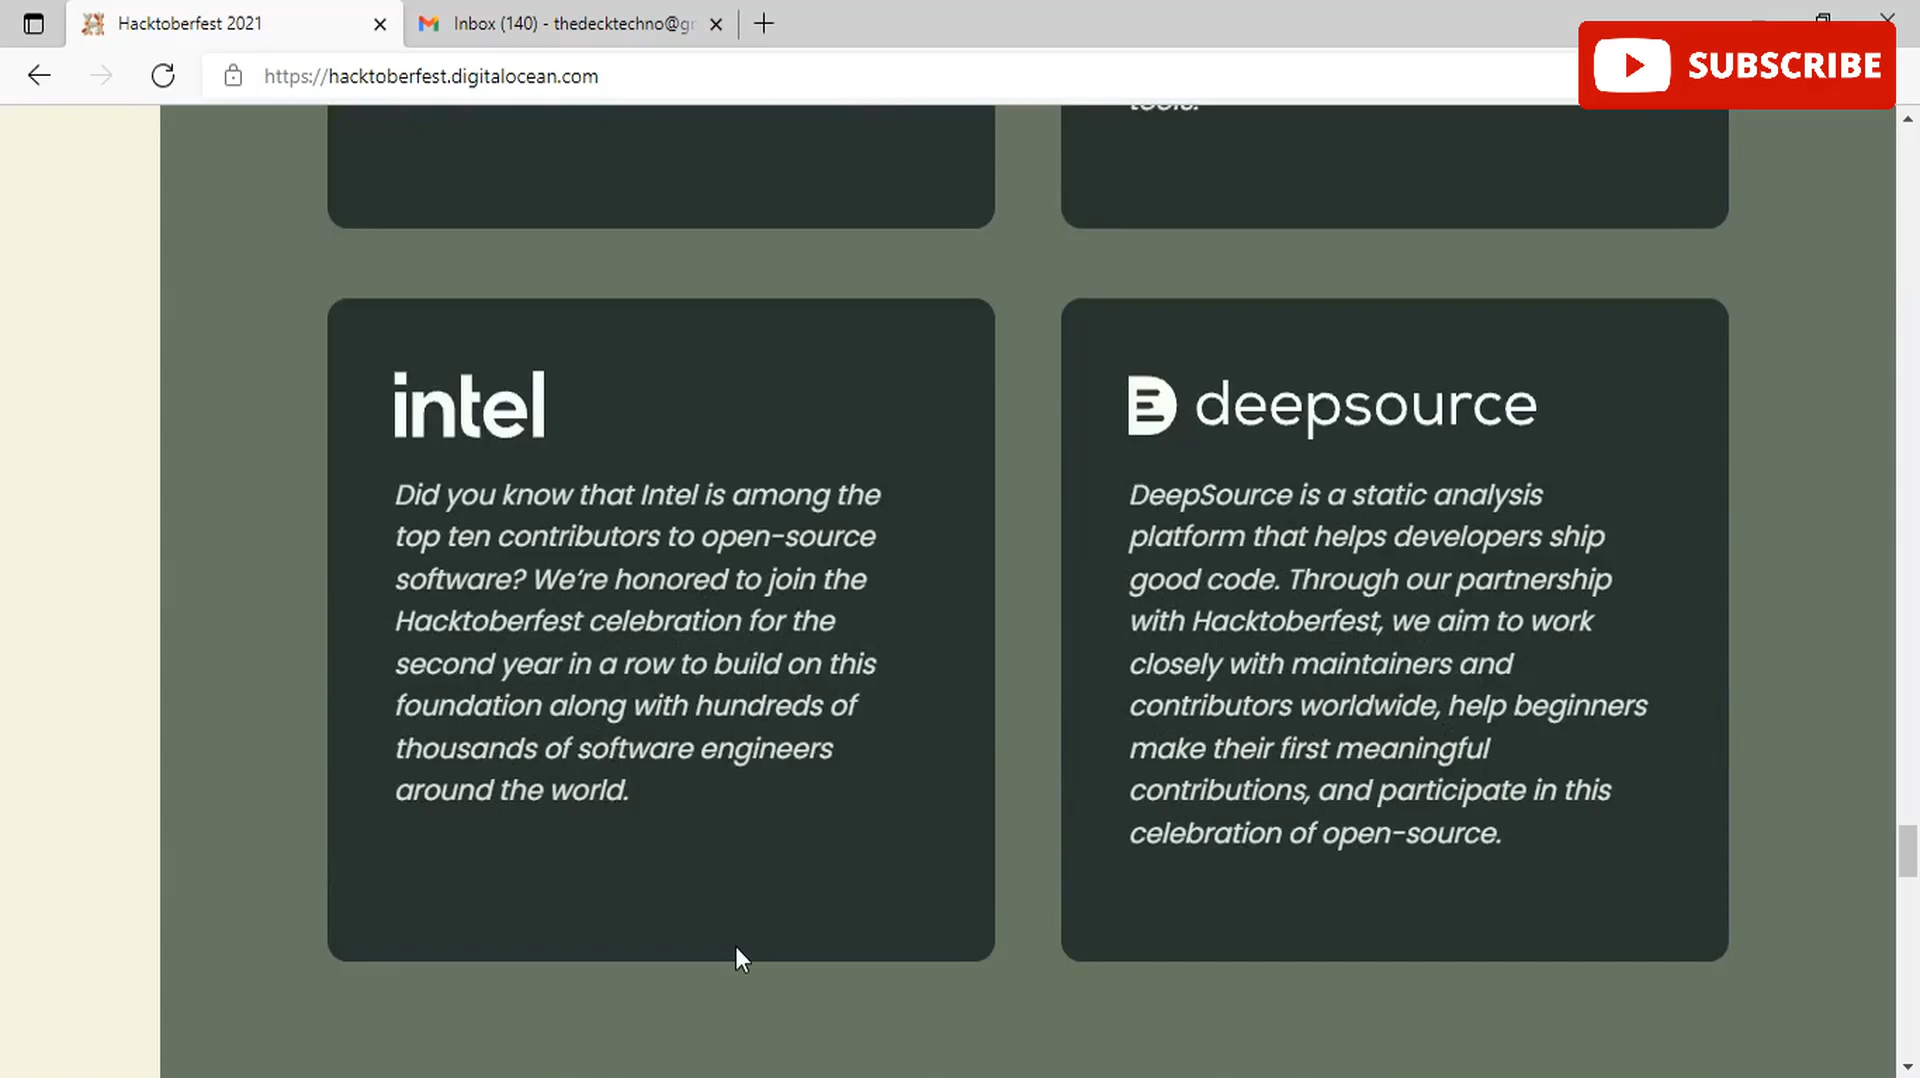 Hacktoberfest 2021
Inbox (140) - thedecktechno@gr
https://hacktoberfest.digitalocean.com
SUBSCRIBE
tools.
intel
Did you know that Intel is among the
top ten contributors to open-source
software? We're honored to join the
Hacktoberfest celebration for the
second year in a row to build on this
foundation along with hundreds of
thousands of software engineers
around the world.
deepsource
DeepSource is a static analysis
platform that helps developers ship
good code. Through our partnership
with Hacktoberfest, we aim to work
closely with maintainers and
contributors worldwide, help beginners
make their first meaningful
contributions, and participate in this
celebration of open-source.